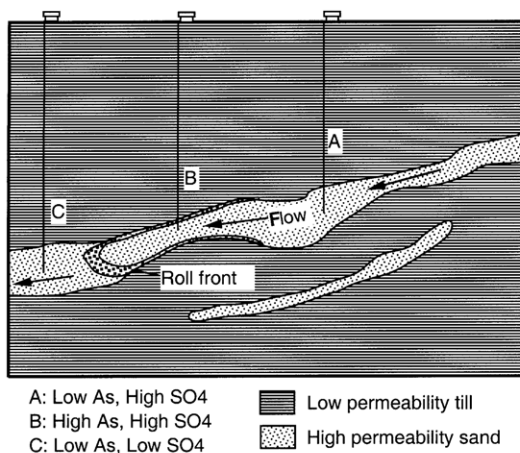 A
B
C
Flow
Roll front
A: Low As, High SO4
B: High As, High SO4
C: Low As, Low SO4
Low permeability till
High permeability sand